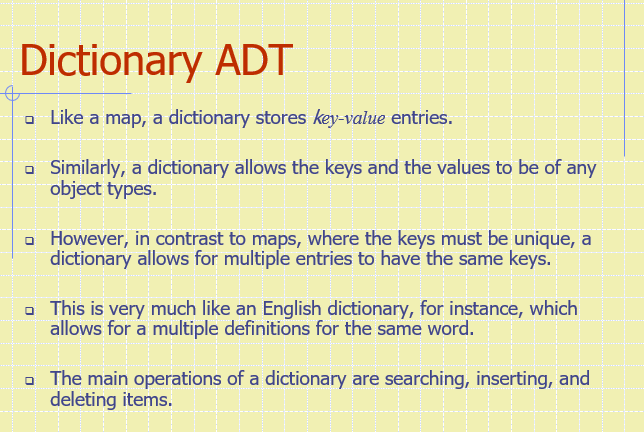 Dictionary ADT
Like a map, a dictionary stores key-value entries.
Similarly, a dictionary allows the keys and the values to be of any
object types.
However, in contrast to maps, where the keys must be unique, a
dictionary allows for multiple entries to have the same keys.
This is very much like an English dictionary, for instance, which
allows for a multiple definitions for the same word.
The main operations of a dictionary are searching, inserting, and
deleting items.